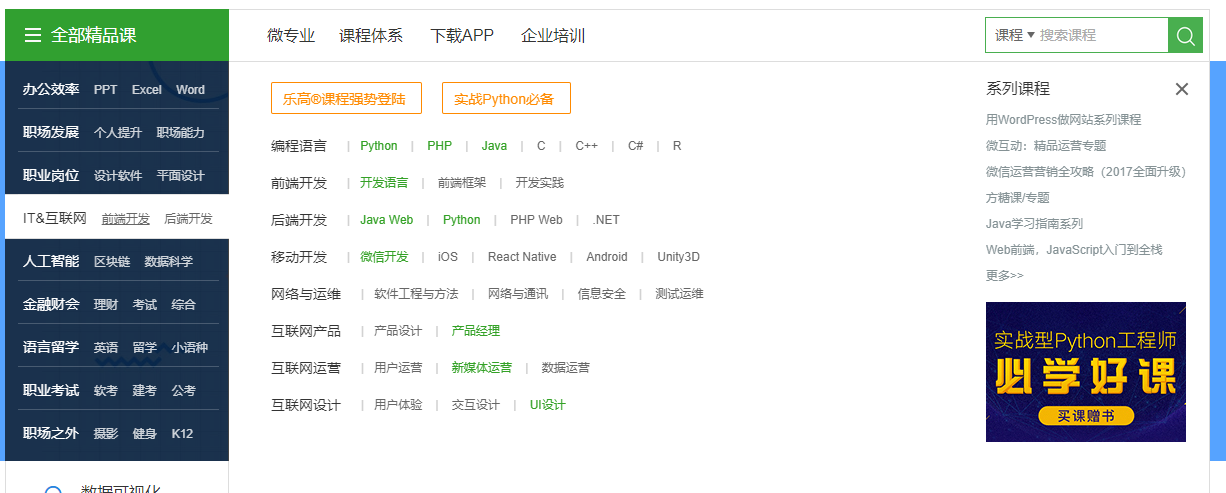 全部精品课 微专业 课程体系 下载APP 企业培训 课程 搜索课程
办公效率 PPT Excel Word
职场发展 个人提升 职场能力
职业岗位 设计软件 平面设计
IT&互联网 前端开发 后端开发
人工智能 区块链 数据科学
金融财会 理财 考试 综合
语言留学 英语 留学 小语种
职业考试 软考 建考 公考
职场之外 摄影 健身 K12
数据可视化
乐高®课程强势登陆 实战Python必备
编程语言 | Python | PHP | Java | C | C++ | C# | R
前端开发 | 开发语言 | 前端框架 | 开发实践
后端开发 | Java Web | Python | PHP Web | .NET
移动开发 | 微信开发 | iOS | React Native | Android | Unity3D
网络与运维 | 软件工程与方法 | 网络与通讯 | 信息安全 | 测试运维
互联网产品 | 产品设计 | 产品经理
互联网运营 | 用户运营 | 新媒体运营 | 数据运营
互联网设计 | 用户体验 | 交互设计 | UI设计
系列课程
用WordPress做网站系列课程
微互动：精品运营专题
微信运营营销全攻略（2017全面升级）
方糖课/专题
Java学习指南系列
Web前端，JavaScript入门到全栈
更多>>
实战型Python工程师
必学好课
买课赠书